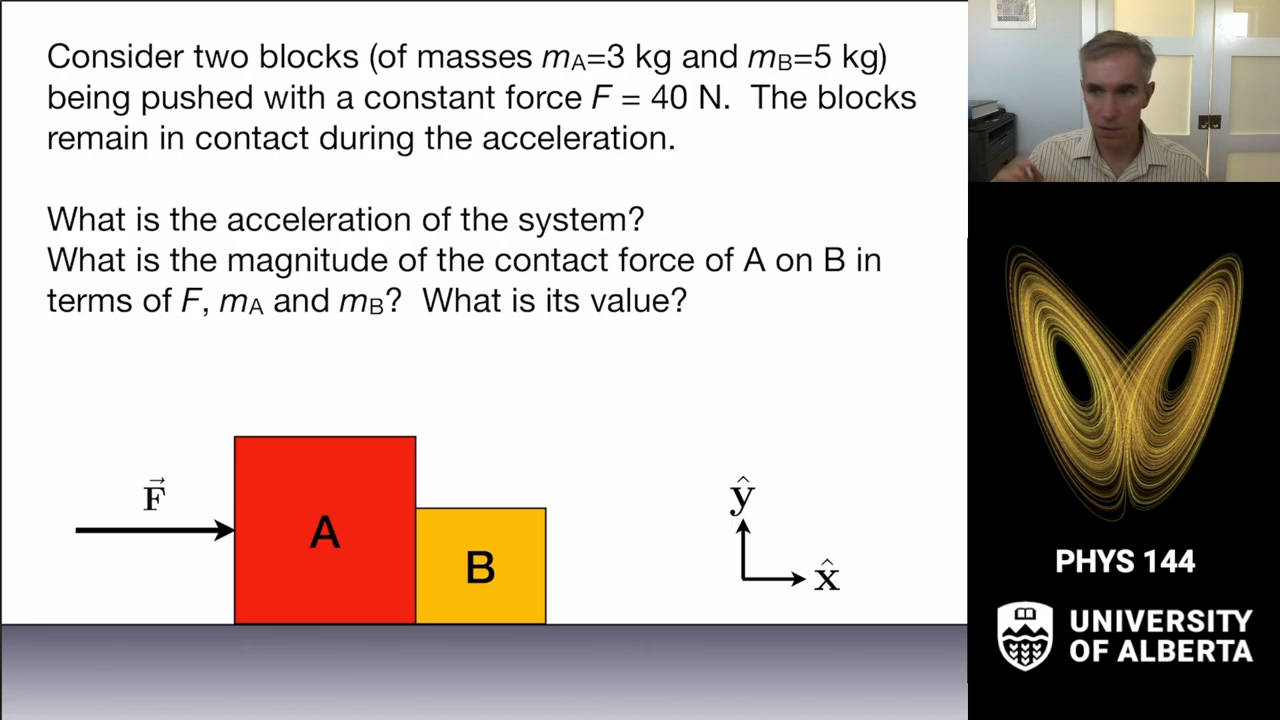 Consider two blocks (of masses mA=3 kg and mB=5 kg)
being pushed with a constant force F = 40 N.  The blocks
remain in contact during the acceleration.
What is the acceleration of the system?
What is the magnitude of the contact force of A on B in
terms of F, mA and mB?  What is its value?
F⃗
A
B
ŷ
x̂
PHYS 144
UNIVERSITY
OF ALBERTA